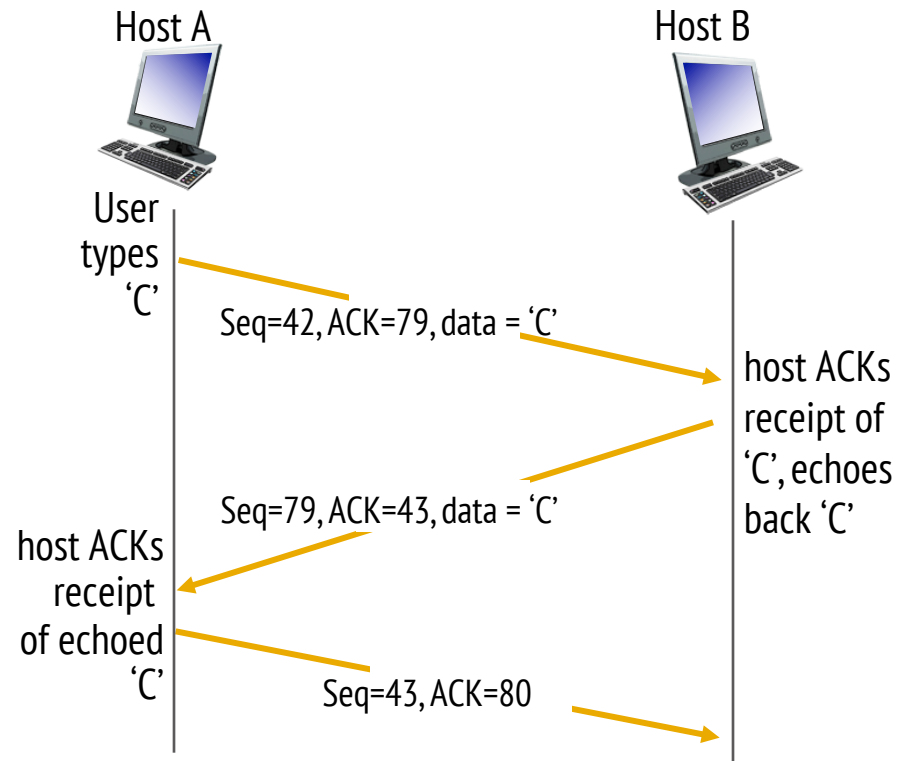 Host A
Host B
User
types
‘C’
Seq=42, ACK=79, data = ‘C’
host ACKs
receipt of
‘C’, echoes
back ‘C’
Seq=79, ACK=43, data = ‘C’
host ACKs
receipt
of echoed
‘C’
Seq=43, ACK=80